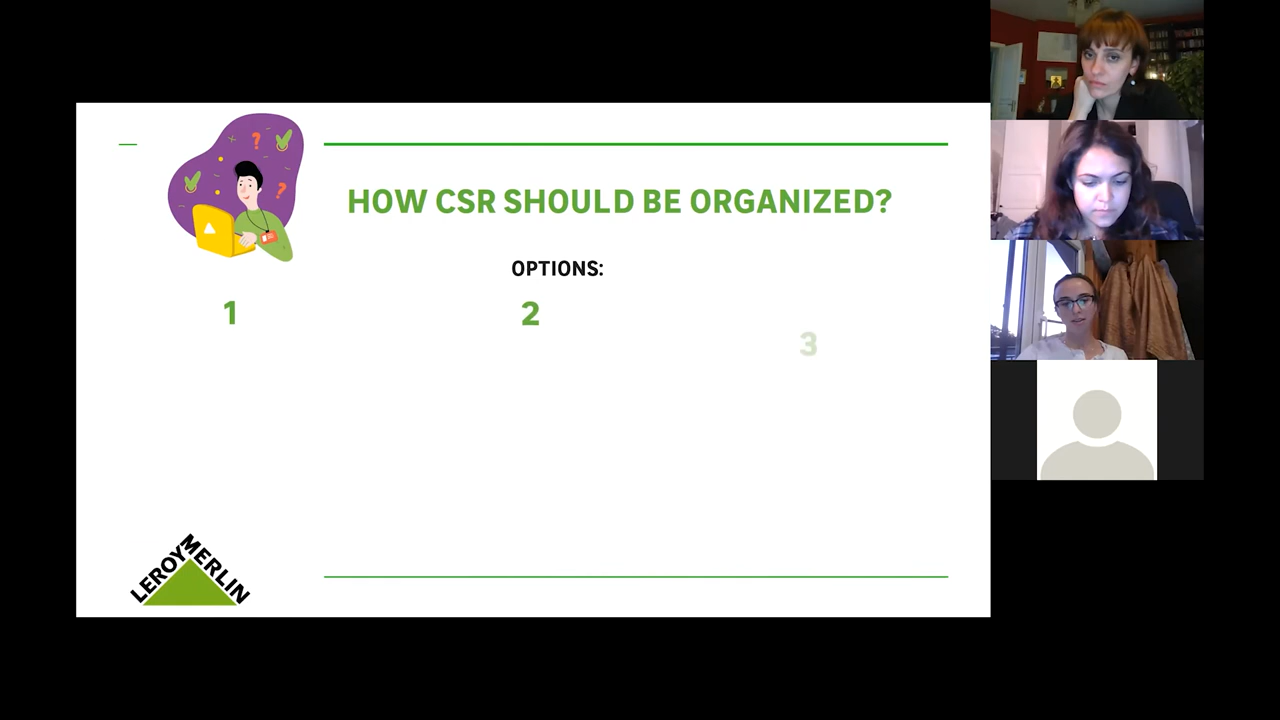 HOW CSR SHOULD BE ORGANIZED?
OPTIONS:
1
2
3
LEROY MERLIN